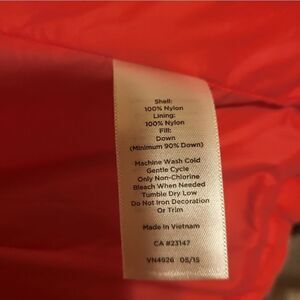 Shell:
100% Nylon
Lining:
100% Nylon
Fill:
Down
(Minimum 90% Down)
Machine Wash Cold
Gentle Cycle
Only Non-Chlorine
Bleach When Needed
Tumble Dry Low
Do Not Iron Decoration
Or Trim
Made In Vietnam
CA #23147
VN4926 05/15